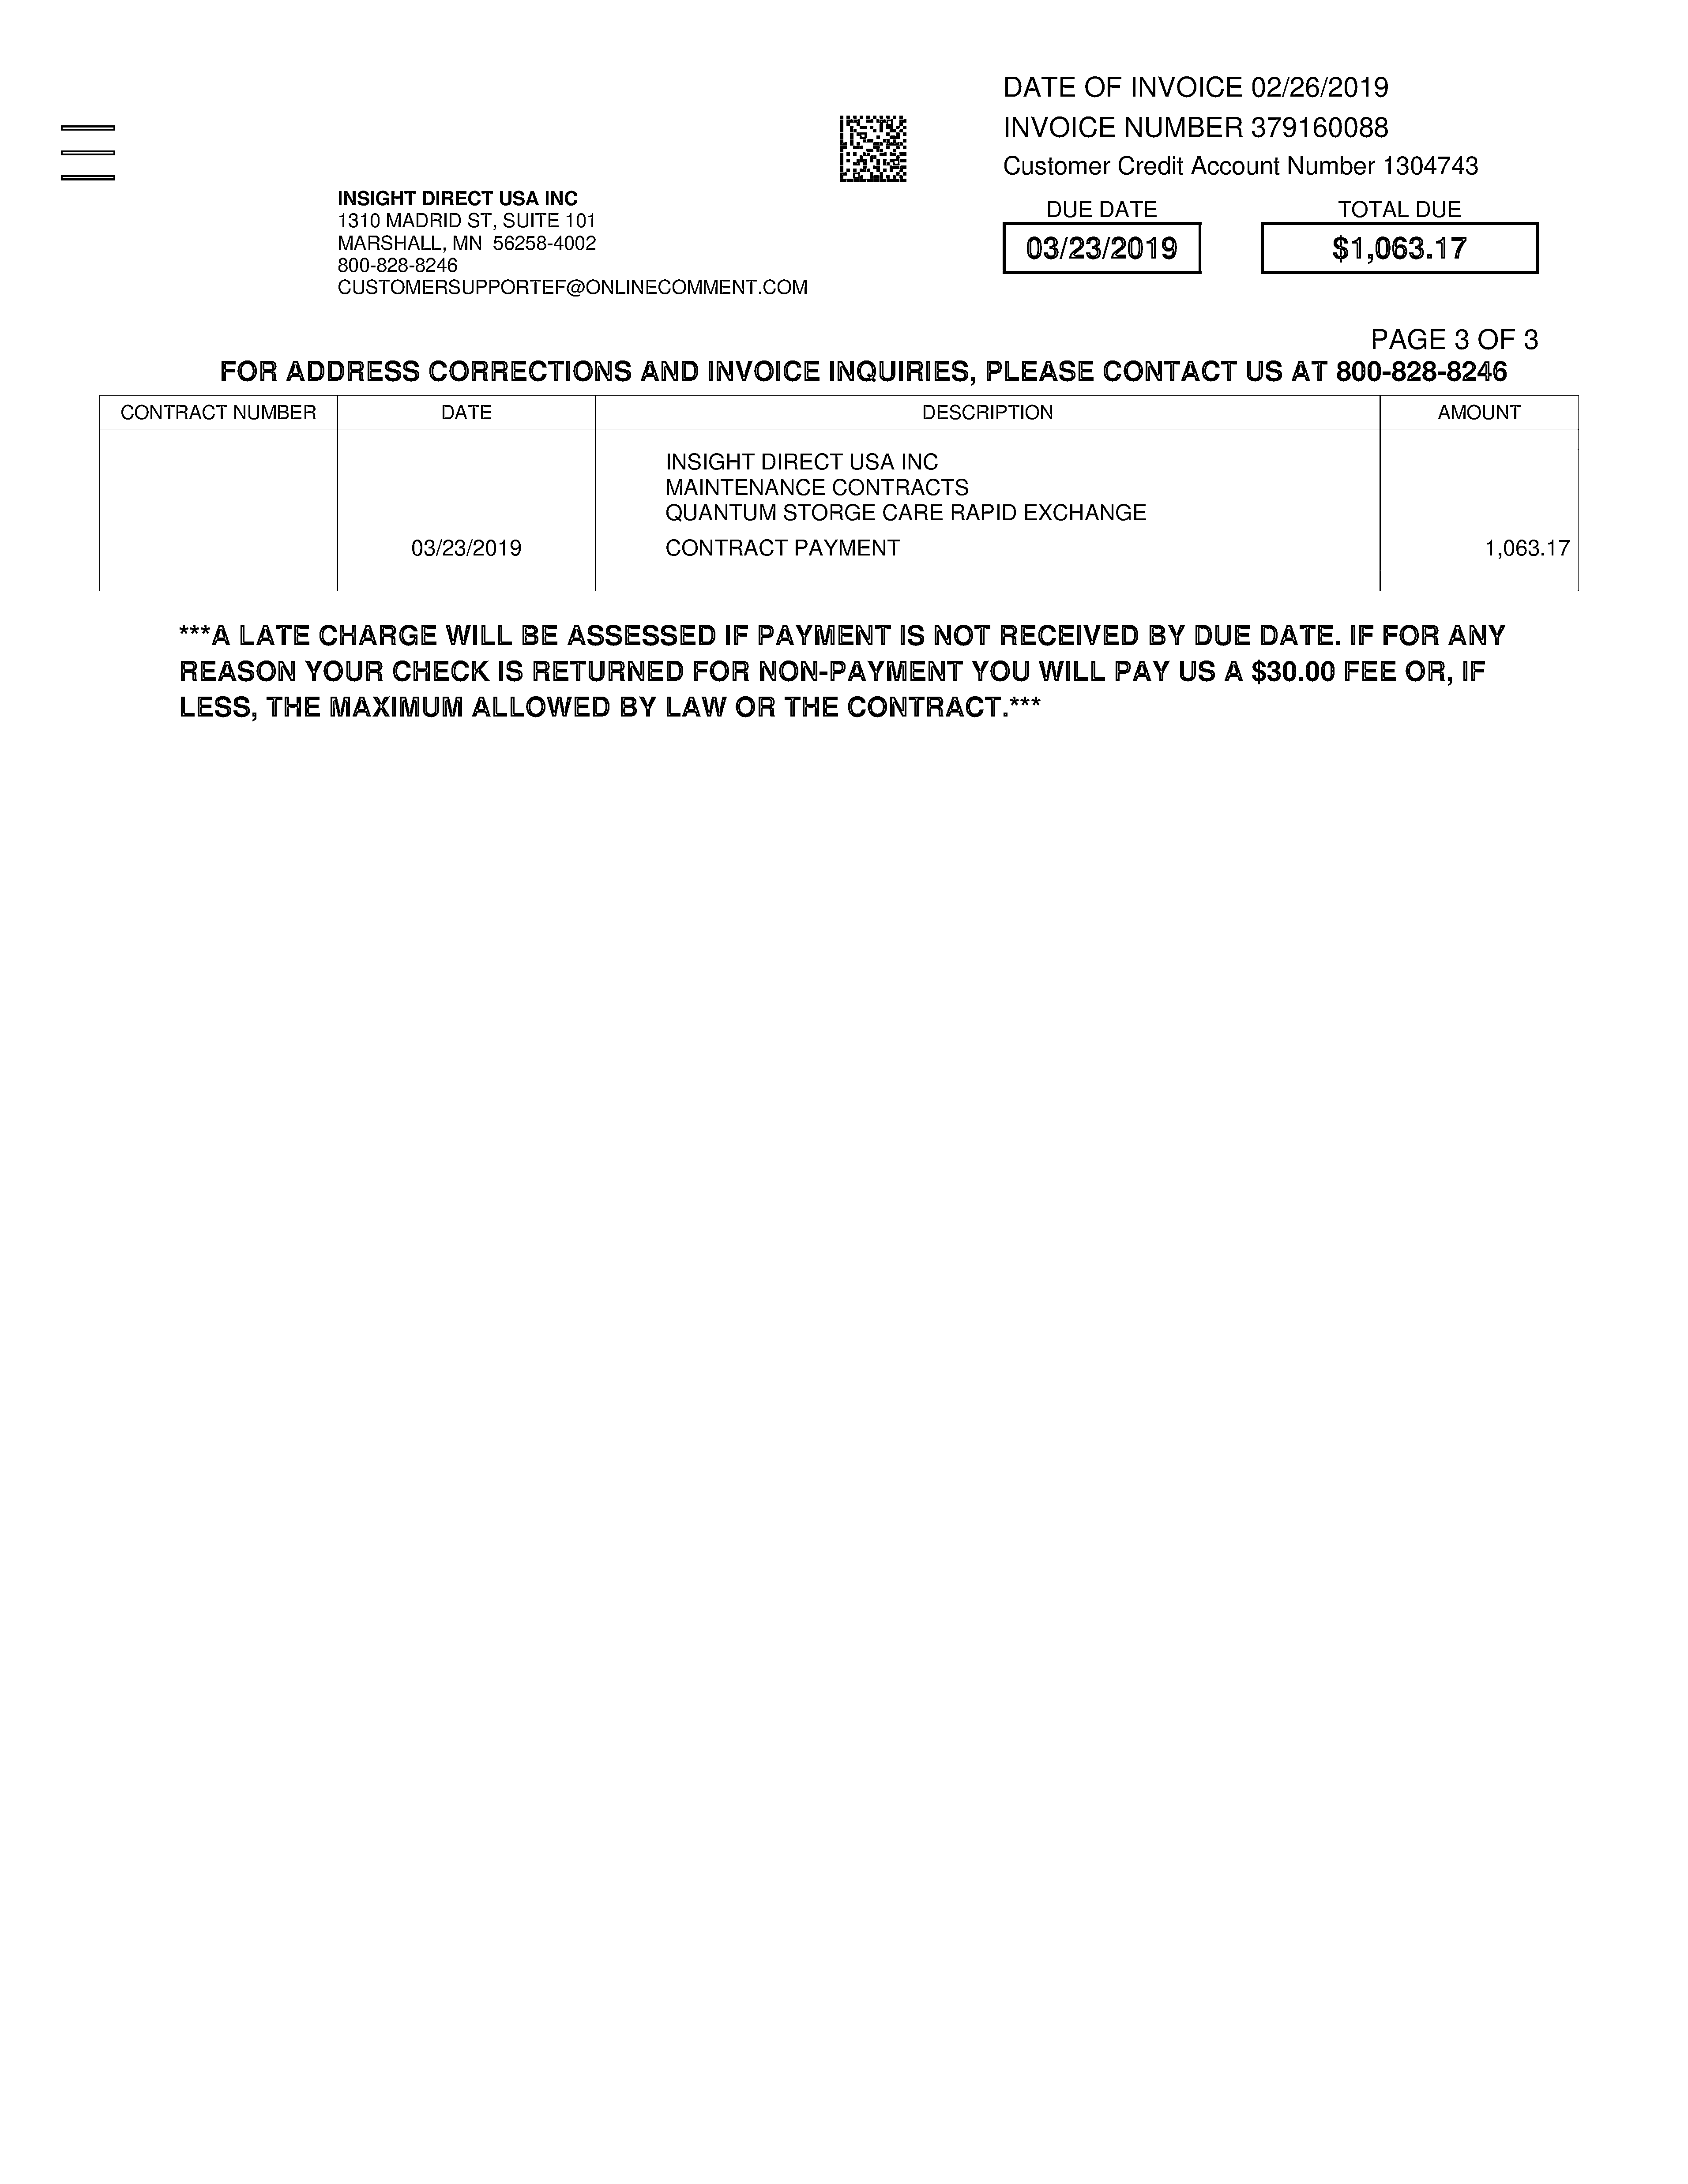 DATE OF INVOICE 02/26/2019
INVOICE NUMBER 379160088
Customer Credit Account Number 1304743
INSIGHT DIRECT USA INC
1310 MADRID ST, SUITE 101
MARSHALL, MN 56258-4002
800-828-8246
CUSTOMERSUPPORTEF@ONLINECOMMENT.COM
DUE DATE TOTAL DUE
03/23/2019 $1,063.17
PAGE 3 OF 3
FOR ADDRESS CORRECTIONS AND INVOICE INQUIRIES, PLEASE CONTACT US AT 800-828-8246
CONTRACT NUMBER DATE DESCRIPTION AMOUNT
INSIGHT DIRECT USA INC
MAINTENANCE CONTRACTS
QUANTUM STORGE CARE RAPID EXCHANGE
03/23/2019 CONTRACT PAYMENT 1,063.17
***A LATE CHARGE WILL BE ASSESSED IF PAYMENT IS NOT RECEIVED BY DUE DATE. IF FOR ANY
REASON YOUR CHECK IS RETURNED FOR NON-PAYMENT YOU WILL PAY US A $30.00 FEE OR, IF
LESS, THE MAXIMUM ALLOWED BY LAW OR THE CONTRACT.***